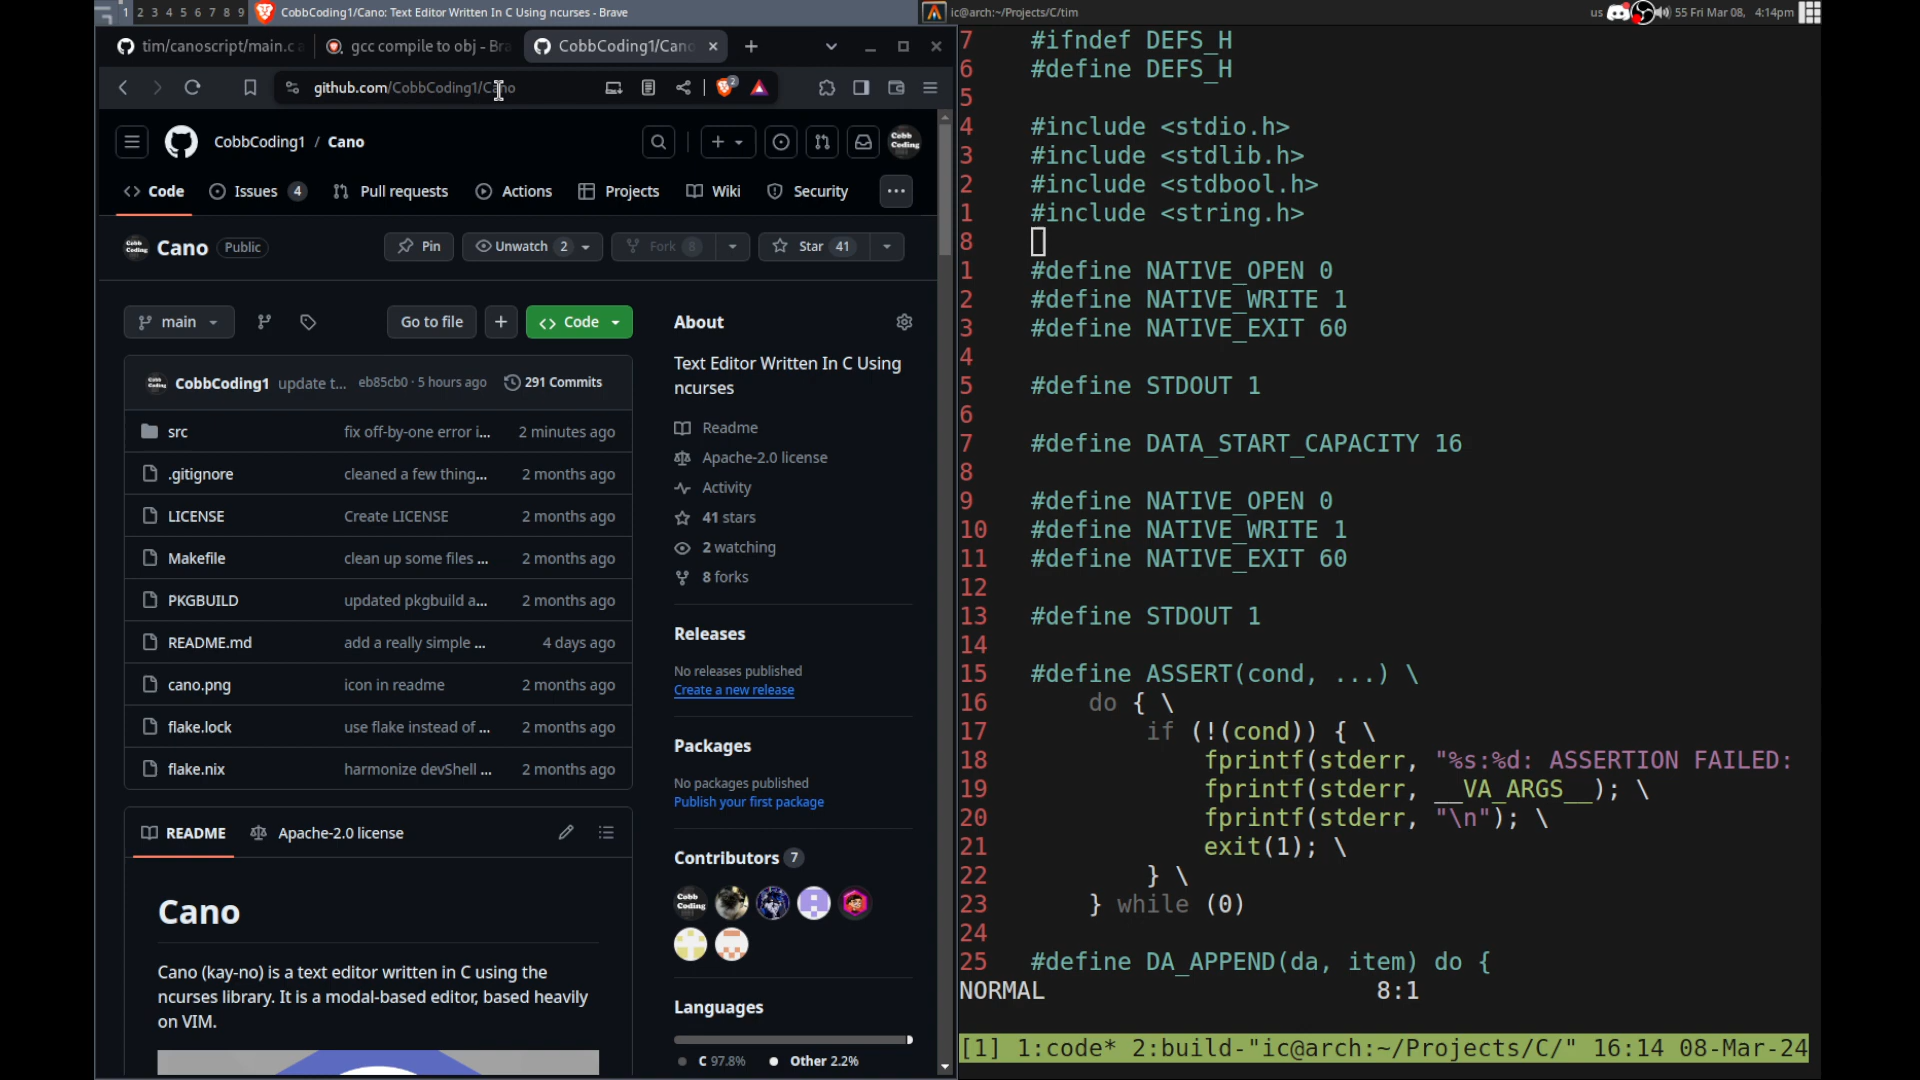 1 2 3 4 5 6 7 8 9 CobbCoding1/Cano: Text Editor Written In C Using ncurses - Brave
ic@arch:~/Projects/C/tim
us 55 Fri Mar 08, 4:14pm
tim/canoscript/main.c a
gcc compile to obj - Bra
CobbCoding1/Cano
github.com/CobbCoding1/Cano
2
CobbCoding1 / Cano
Code
Issues 4
Pull requests
Actions
Projects
Wiki
Security
Cano Public
Pin
Unwatch 2
Fork 8
Star 41
main
Go to file
Code
CobbCoding1 update t... eb85cb0 · 5 hours ago 291 Commits
src fix off-by-one error i... 2 minutes ago
.gitignore cleaned a few thing... 2 months ago
LICENSE Create LICENSE 2 months ago
Makefile clean up some files ... 2 months ago
PKGBUILD updated pkgbuild a... 2 months ago
README.md add a really simple ... 4 days ago
cano.png icon in readme 2 months ago
flake.lock use flake instead of ... 2 months ago
flake.nix harmonize devShell ... 2 months ago
README
Apache-2.0 license
Cano
Cano (kay-no) is a text editor written in C using the
ncurses library. It is a modal-based editor, based heavily
on VIM.
About
Text Editor Written In C Using
ncurses
Readme
Apache-2.0 license
Activity
41 stars
2 watching
8 forks
Releases
No releases published
Create a new release
Packages
No packages published
Publish your first package
Contributors 7
Cobb
Coding
Languages
C 97.8% Other 2.2%
7 #ifndef DEFS_H
6 #define DEFS_H
5
4 #include <stdio.h>
3 #include <stdlib.h>
2 #include <stdbool.h>
1 #include <string.h>
8
1 #define NATIVE_OPEN 0
2 #define NATIVE_WRITE 1
3 #define NATIVE_EXIT 60
4
5 #define STDOUT 1
6
7 #define DATA_START_CAPACITY 16
8
9 #define NATIVE_OPEN 0
10 #define NATIVE_WRITE 1
11 #define NATIVE_EXIT 60
12
13 #define STDOUT 1
14
15 #define ASSERT(cond, ...) \
16 do { \
17 if (!(cond)) { \
18 fprintf(stderr, "%s:%d: ASSERTION FAILED:
19 fprintf(stderr, __VA_ARGS__); \
20 fprintf(stderr, "\n"); \
21 exit(1); \
22 } \
23 } while (0)
24
25 #define DA_APPEND(da, item) do {
NORMAL 8:1
[1] 1:code* 2:build-"ic@arch:~/Projects/C/" 16:14 08-Mar-24